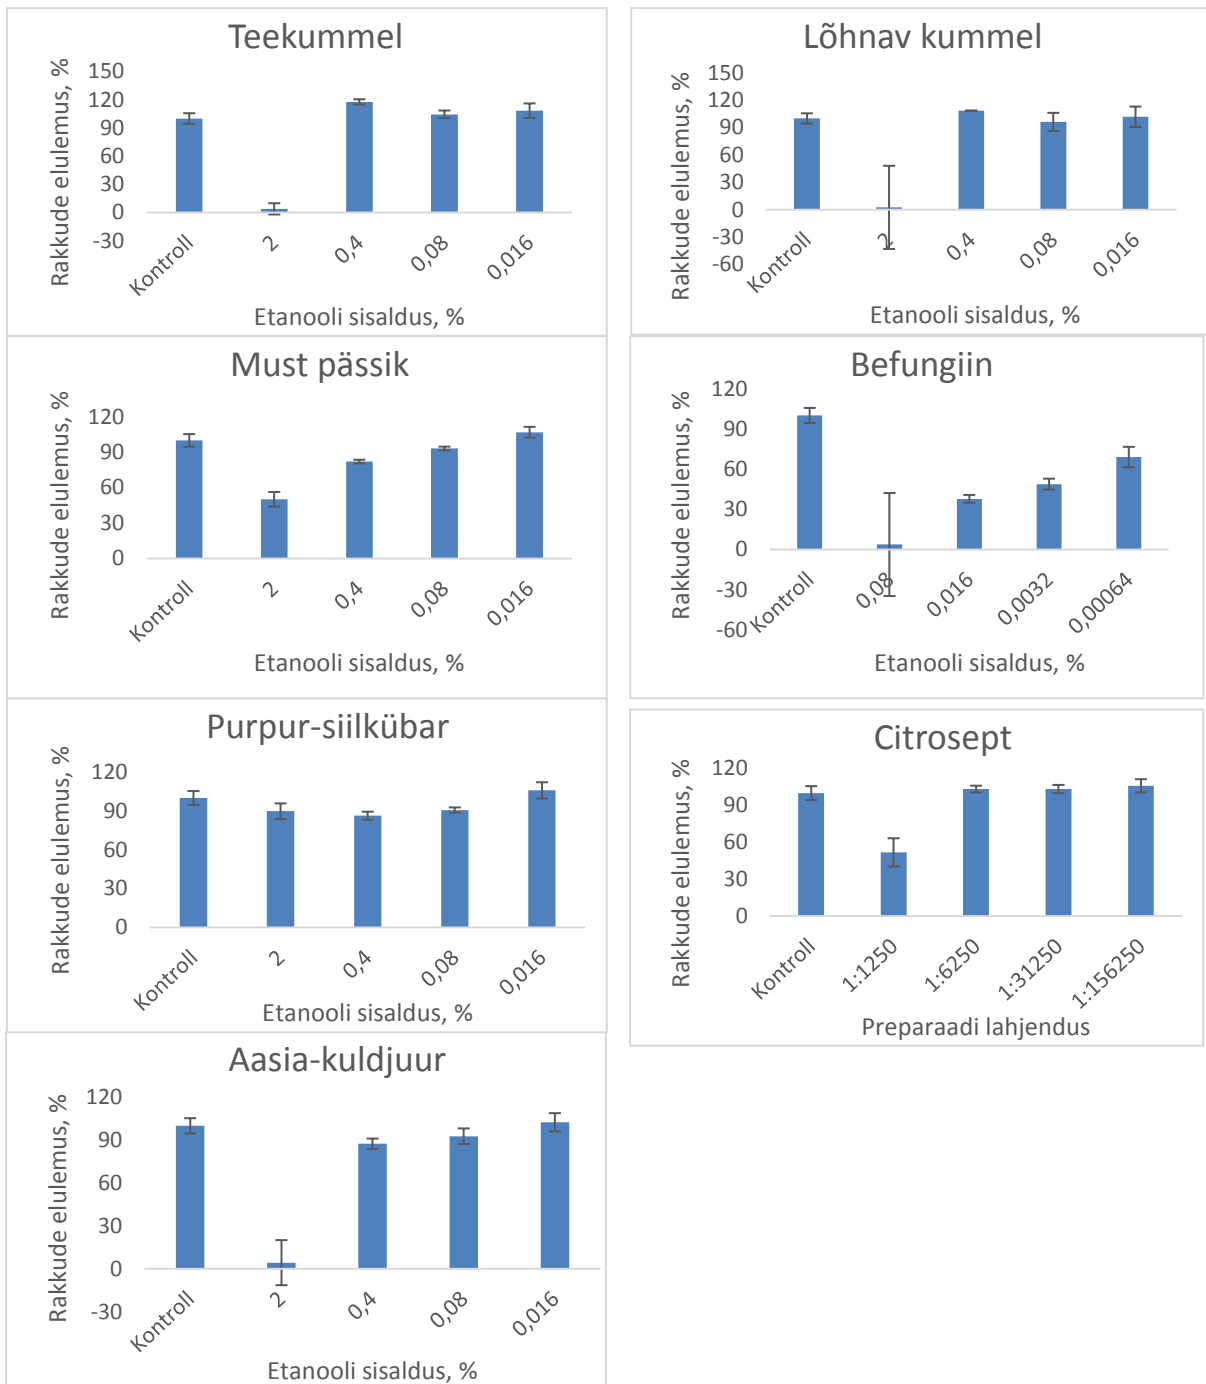 Teekummel
Rakkude elulemus, %
150
120
90
60
30
0
-30
Kontroll
2
0,4
0,08
0,016
Etanooli sisaldus, %
Lõhnav kummel
Rakkude elulemus, %
150
120
90
60
30
0
-30
-60
Kontroll
2
0,4
0,08
0,016
Etanooli sisaldus, %
Must pässik
Rakkude elulemus, %
120
90
60
30
0
Kontroll
2
0,4
0,08
0,016
Etanooli sisaldus, %
Befungiin
Rakkude elulemus, %
120
90
60
30
0
-30
-60
Kontroll
0,08
0,016
0,0032
0,00064
Etanooli sisaldus, %
Purpur-siilkübar
Rakkude elulemus, %
120
90
60
30
0
Kontroll
2
0,4
0,08
0,016
Etanooli sisaldus, %
Citrosept
Rakkude elulemus, %
120
90
60
30
0
Kontroll
1:1250
1:6250
1:31250
1:156250
Preparaadi lahjendus
Aasia-kuldjuur
Rakkude elulemus, %
120
90
60
30
0
-30
Kontroll
2
0,4
0,08
0,016
Etanooli sisaldus, %